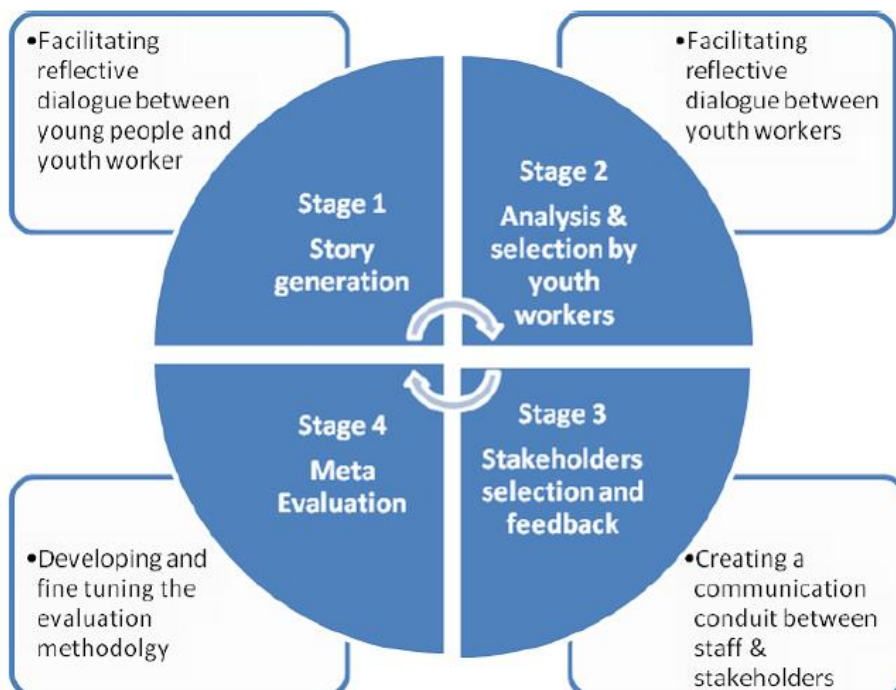 •Facilitating
reflective
dialogue between
young people and
youth worker
•Facilitating
reflective
dialogue between
youth workers
Stage 1
Story
generation
Stage 2
Analysis &
selection by
youth
workers
Stage 4
Meta
Evaluation
Stage 3
Stakeholders
selection and
feedback
•Developing and
fine tuning the
evaluation
methodolgy
•Creating a
communication
conduit between
staff &
stakeholders